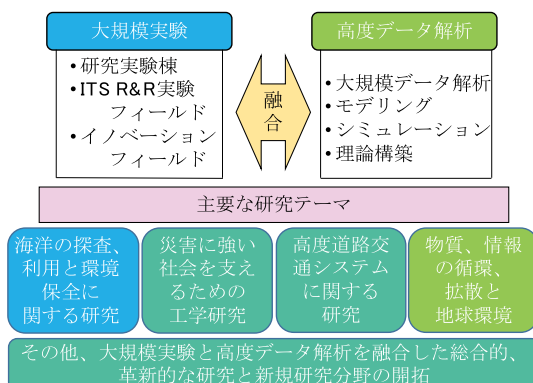 大規模実験
・研究実験棟
・ITS R&R実験
フィールド
・イノベーション
フィールド
融
合
高度データ解析
・大規模データ解析
・モデリング
・シミュレーション
・理論構築
主要な研究テーマ
海洋の探査、
利用と環境
保全に
関する研究
災害に強い
社会を支え
るための
工学研究
高度道路交
通システム
に関する
研究
物質、情報
の循環、
拡散と
地球環境
その他、大規模実験と高度データ解析を融合した総合的、
革新的な研究と新規研究分野の開拓